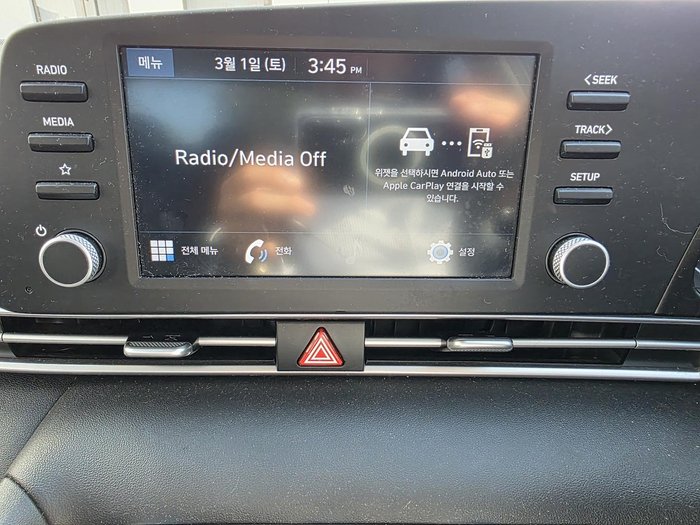 RADIO
MEDIA
메뉴
3월 1일 (토) 3:45 PM
Radio/Media Off
위젯을 선택하시면 Android Auto 또는
Apple CarPlay 연결을 시작할 수
있습니다.
전체 메뉴
전화
설정
<SEEK
TRACK>
SETUP